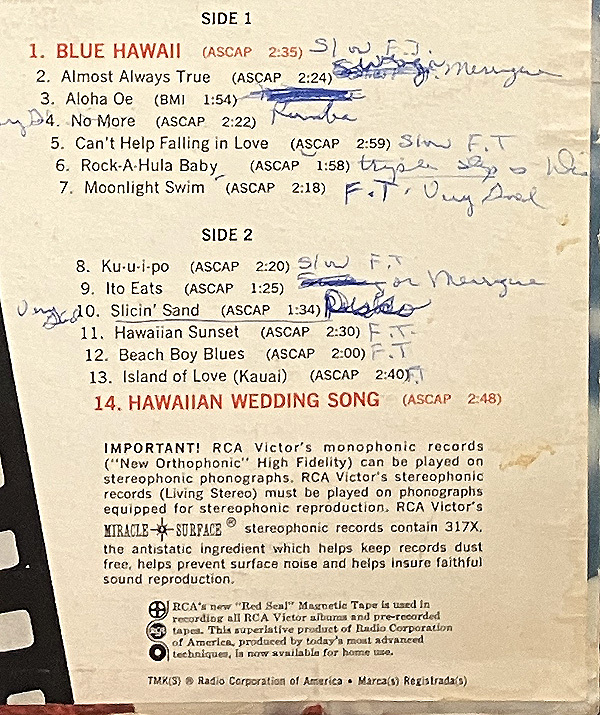 SIDE 1
1. BLUE HAWAII (ASCAP 2:35) Slow F.T.
2. Almost Always True (ASCAP 2:24) Merengue
3. Aloha Oe (BMI 1:54)
4. No More (ASCAP 2:22) Rumba
5. Can't Help Falling in Love (ASCAP 2:59) Slow F.T
6. Rock-A-Hula Baby (ASCAP 1:58) triple step
7. Moonlight Swim (ASCAP 2:18) F.T. Very Good
SIDE 2
8. Ku-u-i-po (ASCAP 2:20) Slow F.T
9. Ito Eats (ASCAP 1:25) or Merengue
Very Good 10. Slicin' Sand (ASCAP 1:34)
11. Hawaiian Sunset (ASCAP 2:30) F.T.
12. Beach Boy Blues (ASCAP 2:00) F.T
13. Island of Love (Kauai) (ASCAP 2:40) F.T
14. HAWAIIAN WEDDING SONG (ASCAP 2:48)
IMPORTANT! RCA Victor's monophonic records
("New Orthophonic" High Fidelity) can be played on
stereophonic phonographs. RCA Victor's stereophonic
records (Living Stereo) must be played on phonographs
equipped for stereophonic reproduction. RCA Victor's
MIRACLE SURFACE ® stereophonic records contain 317X,
the antistatic ingredient which helps keep records dust
free, helps prevent surface noise and helps insure faithful
sound reproduction.
RCA's new "Red Seal" Magnetic Tape is used in
recording all RCA Victor albums and pre-recorded
tapes. This superlative product of Radio Corporation
of America, produced by today's most advanced
techniques, is now available for home use.
TMK(S) ® Radio Corporation of America • Marca(s) Registrada(s)